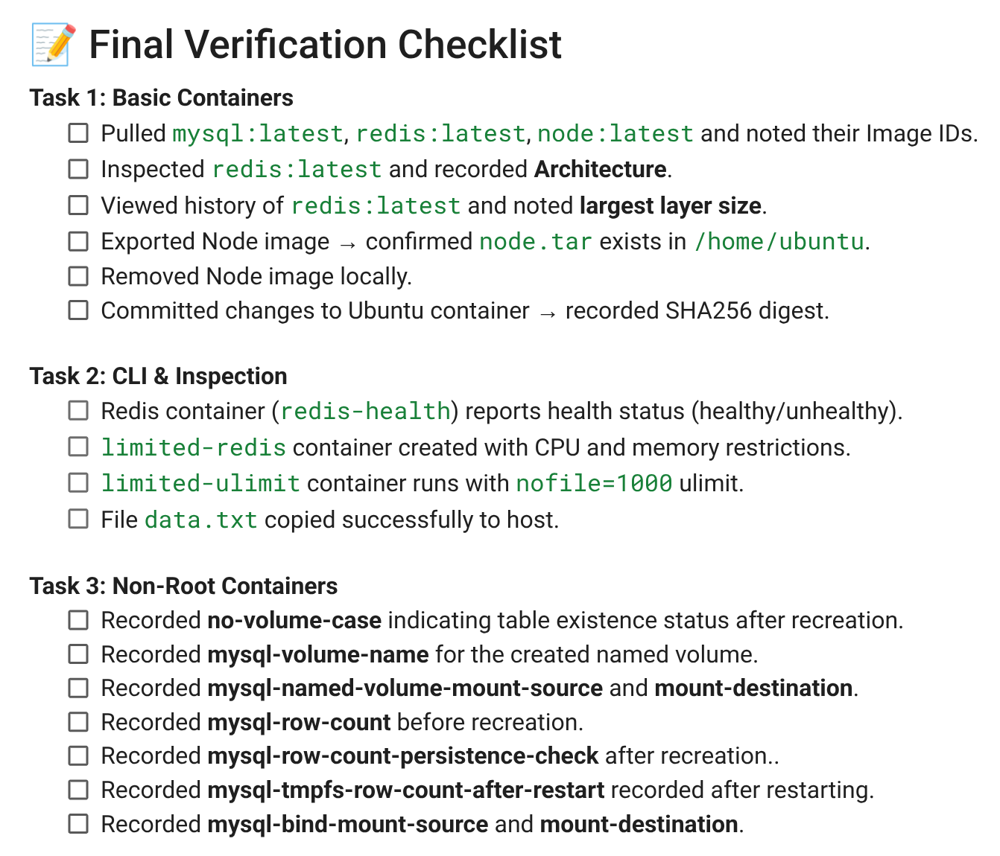 📝 Final Verification Checklist
Task 1: Basic Containers
☐ Pulled mysql:latest, redis:latest, node:latest and noted their Image IDs.
☐ Inspected redis:latest and recorded Architecture.
☐ Viewed history of redis:latest and noted largest layer size.
☐ Exported Node image → confirmed node.tar exists in /home/ubuntu.
☐ Removed Node image locally.
☐ Committed changes to Ubuntu container → recorded SHA256 digest.
Task 2: CLI & Inspection
☐ Redis container (redis-health) reports health status (healthy/unhealthy).
☐ limited-redis container created with CPU and memory restrictions.
☐ limited-ulimit container runs with nofile=1000 ulimit.
☐ File data.txt copied successfully to host.
Task 3: Non-Root Containers
☐ Recorded no-volume-case indicating table existence status after recreation.
☐ Recorded mysql-volume-name for the created named volume.
☐ Recorded mysql-named-volume-mount-source and mount-destination.
☐ Recorded mysql-row-count before recreation.
☐ Recorded mysql-row-count-persistence-check after recreation..
☐ Recorded mysql-tmpfs-row-count-after-restart recorded after restarting.
☐ Recorded mysql-bind-mount-source and mount-destination.